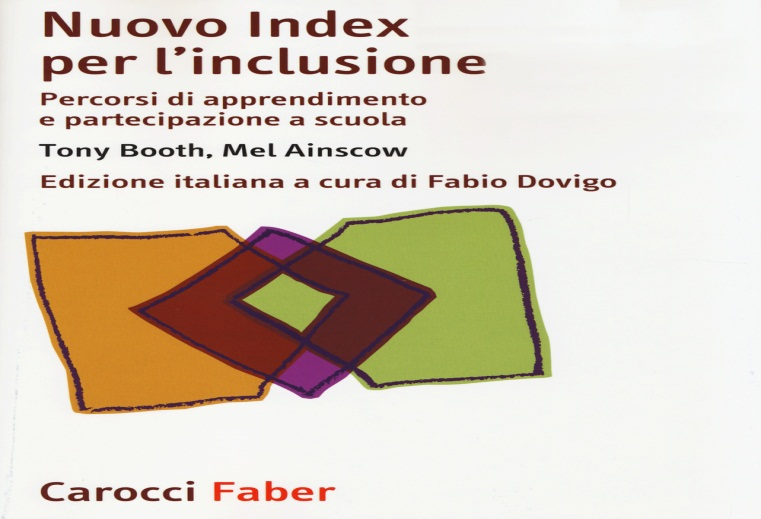 Nuovo Index
per l'inclusione
Percorsi di apprendimento
e partecipazione a scuola
Tony Booth, Mel Ainscow
Edizione italiana a cura di Fabio Dovigo
Carocci Faber